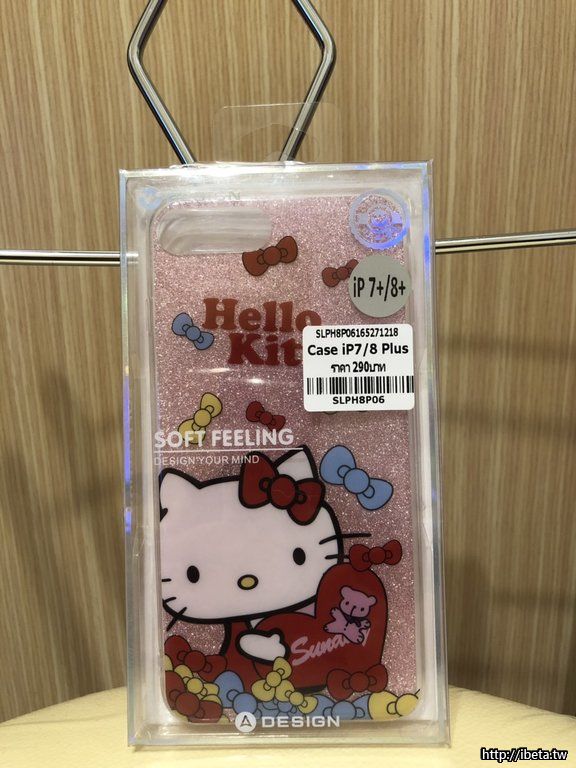 iP 7+/8+
Hello
Kit
SLPH8P06165271218
Case iP7/8 Plus
ราคา 290บาท
SLPH8P06
SOFT FEELING
DESIGN YOUR MIND
A DESIGN
http://ibeta.tw